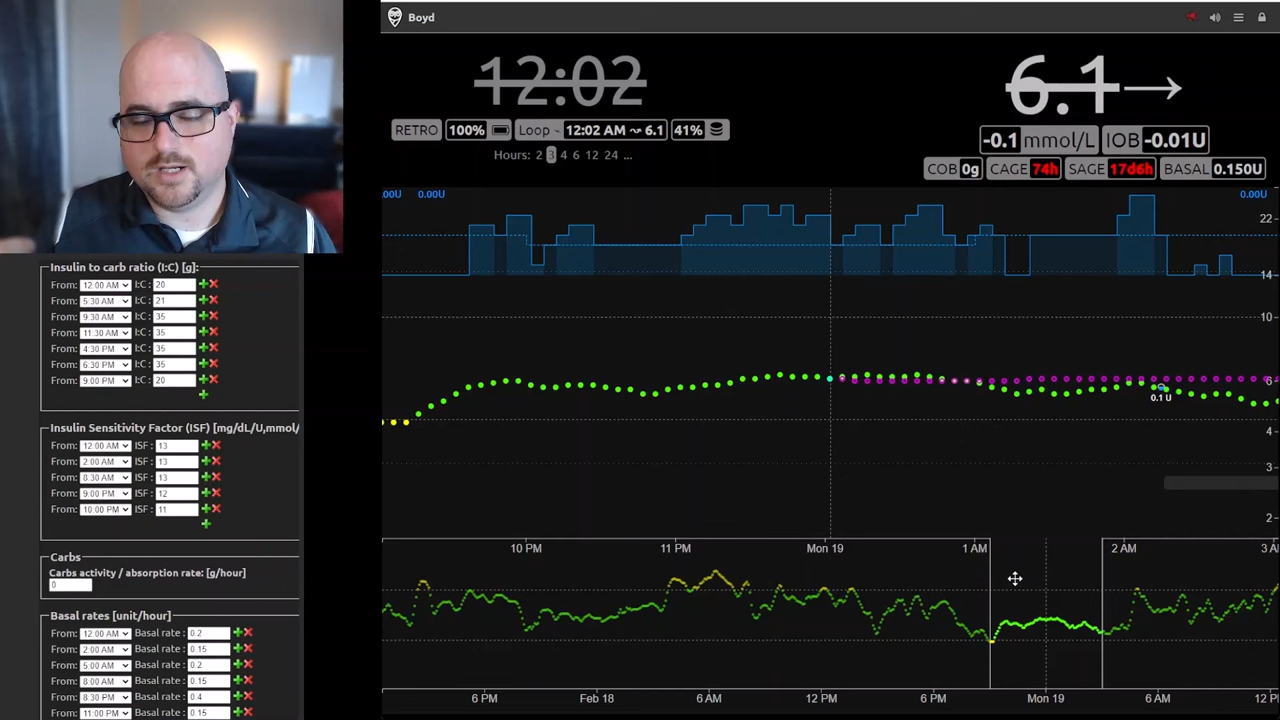 Boyd
12:02
6.1
RETRO 100% Loop ~ 12:02 AM ↝ 6.1 41%
Hours: 2 3 4 6 12 24 ...
-0.1 mmol/L IOB -0.01U
COB 0g CAGE 74h SAGE 17d6h BASAL 0.150U
.00U 0.00U 0.00U
22
14
10
6
4
3
2
0.1 U
10 PM 11 PM Mon 19 1 AM 2 AM 3 A
6 PM Feb 18 6 AM 12 PM 6 PM Mon 19 6 AM 12 P
Insulin to carb ratio (I:C) [g]:
From: 12:00 AM I:C : 20
From: 5:30 AM I:C : 21
From: 9:30 AM I:C : 35
From: 11:30 AM I:C : 35
From: 4:30 PM I:C : 35
From: 6:30 PM I:C : 35
From: 9:00 PM I:C : 20
Insulin Sensitivity Factor (ISF) [mg/dL/U,mmol/
From: 12:00 AM ISF : 13
From: 2:00 AM ISF : 13
From: 8:30 AM ISF : 13
From: 9:00 PM ISF : 12
From: 10:00 PM ISF : 11
Carbs
Carbs activity / absorption rate: [g/hour]
0
Basal rates [unit/hour]
From: 12:00 AM Basal rate : 0.2
From: 2:00 AM Basal rate : 0.15
From: 5:00 AM Basal rate : 0.2
From: 8:00 AM Basal rate : 0.15
From: 8:30 PM Basal rate : 0.4
From: 11:00 PM Basal rate : 0.15